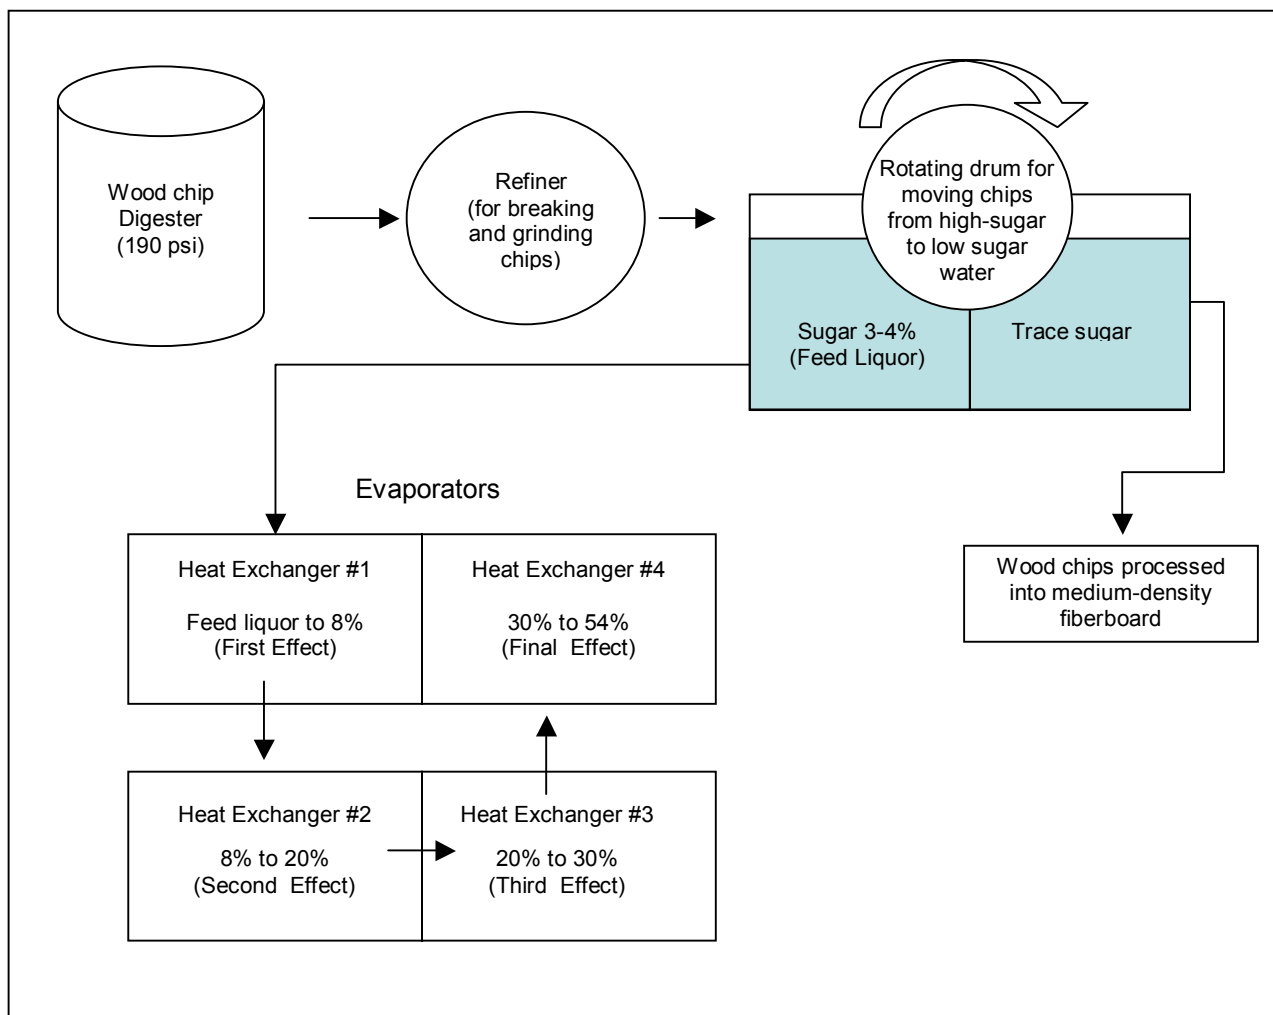 Wood chip
Digester
(190 psi)
Refiner
(for breaking
and grinding
chips)
Rotating drum for
moving chips
from high-sugar
to low sugar
water
Sugar 3-4%
(Feed Liquor)
Trace sugar
Evaporators
Heat Exchanger #1
Feed liquor to 8%
(First Effect)
Heat Exchanger #4
30% to 54%
(Final Effect)
Wood chips processed
into medium-density
fiberboard
Heat Exchanger #2
8% to 20%
(Second Effect)
Heat Exchanger #3
20% to 30%
(Third Effect)